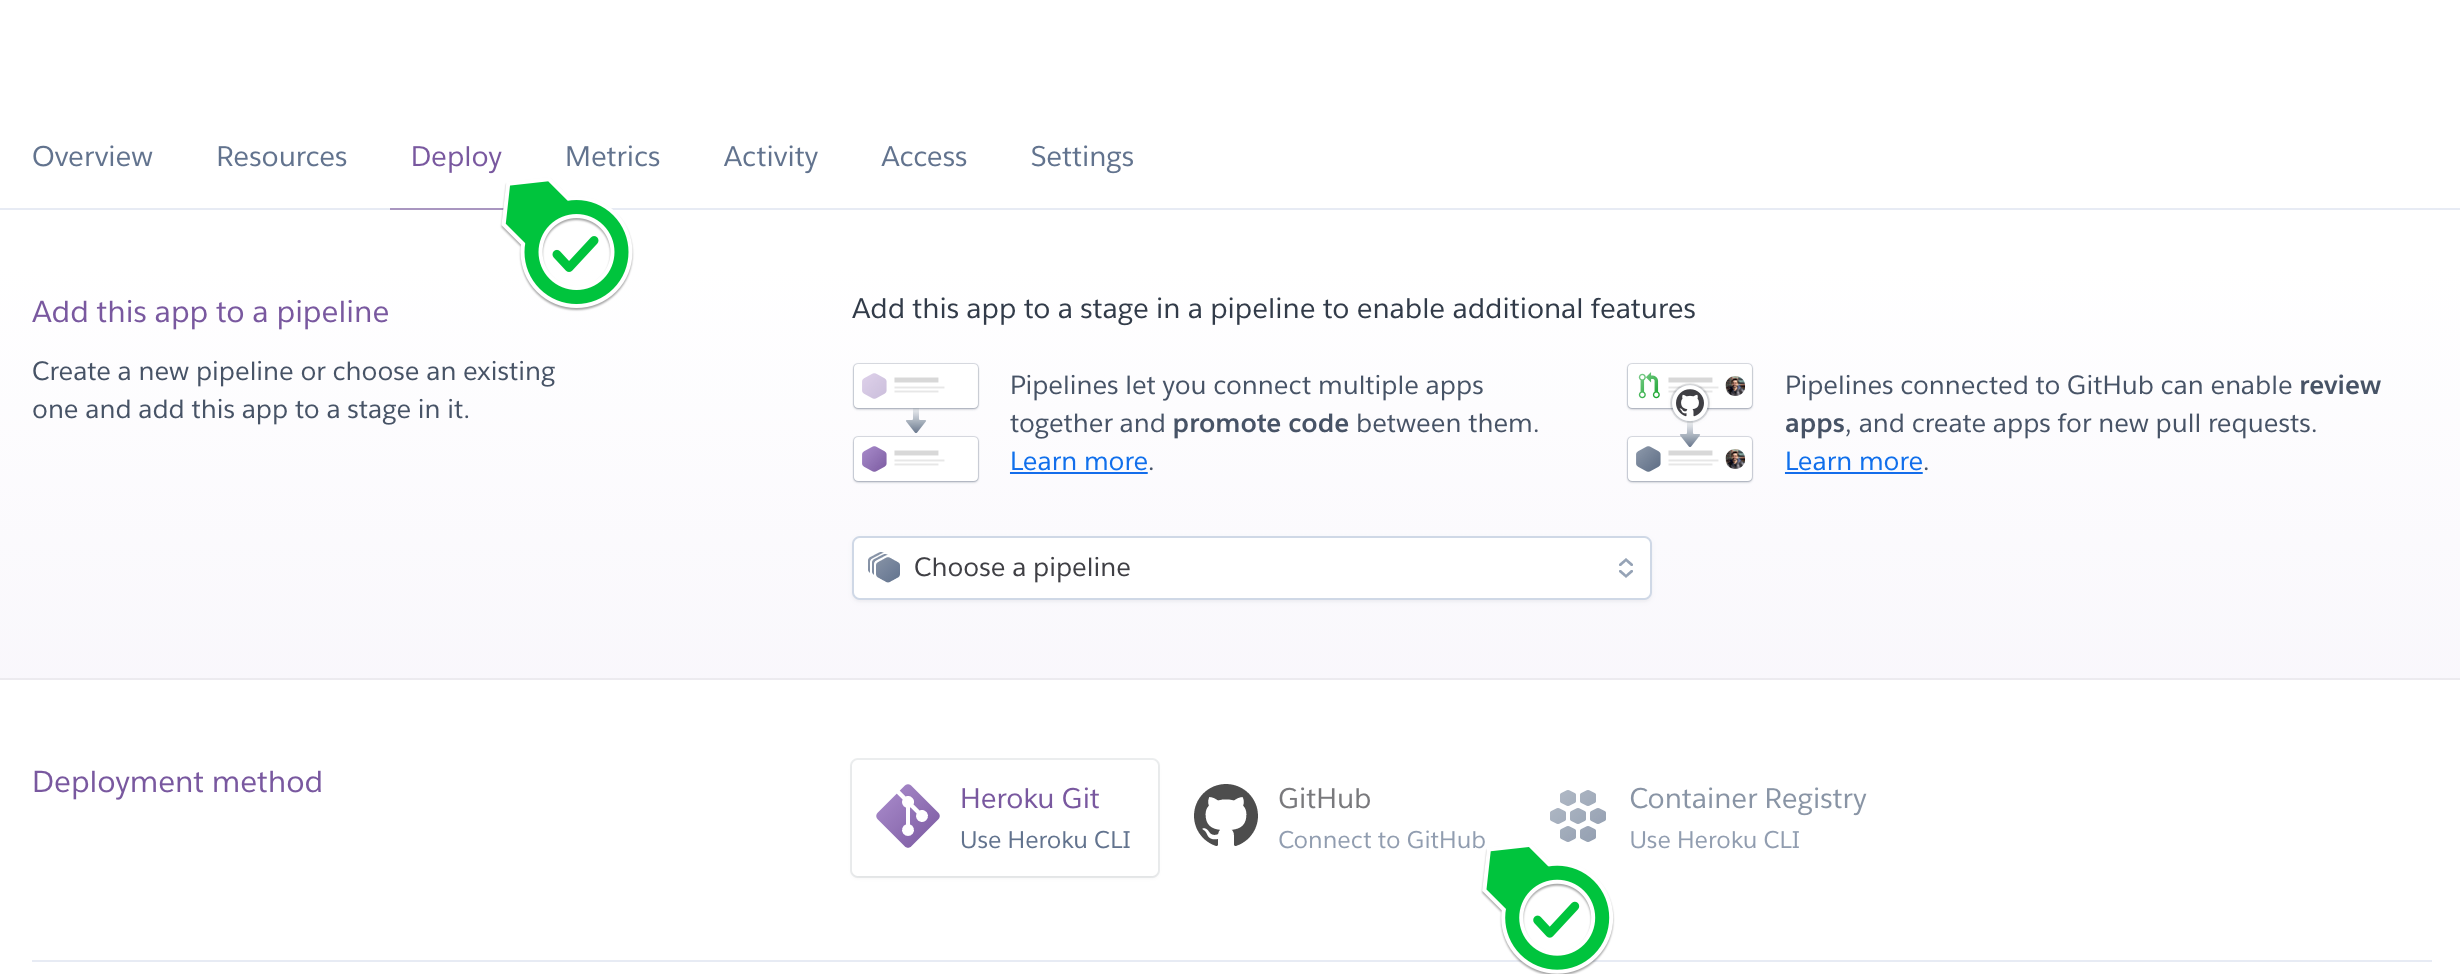 Overview Resources Deploy Metrics Activity Access Settings
Add this app to a pipeline
Create a new pipeline or choose an existing
one and add this app to a stage in it.
Add this app to a stage in a pipeline to enable additional features
Pipelines let you connect multiple apps
together and promote code between them.
Learn more.
Pipelines connected to GitHub can enable review
apps, and create apps for new pull requests.
Learn more.
Choose a pipeline
Deployment method
Heroku Git
Use Heroku CLI
GitHub
Connect to GitHub
Container Registry
Use Heroku CLI